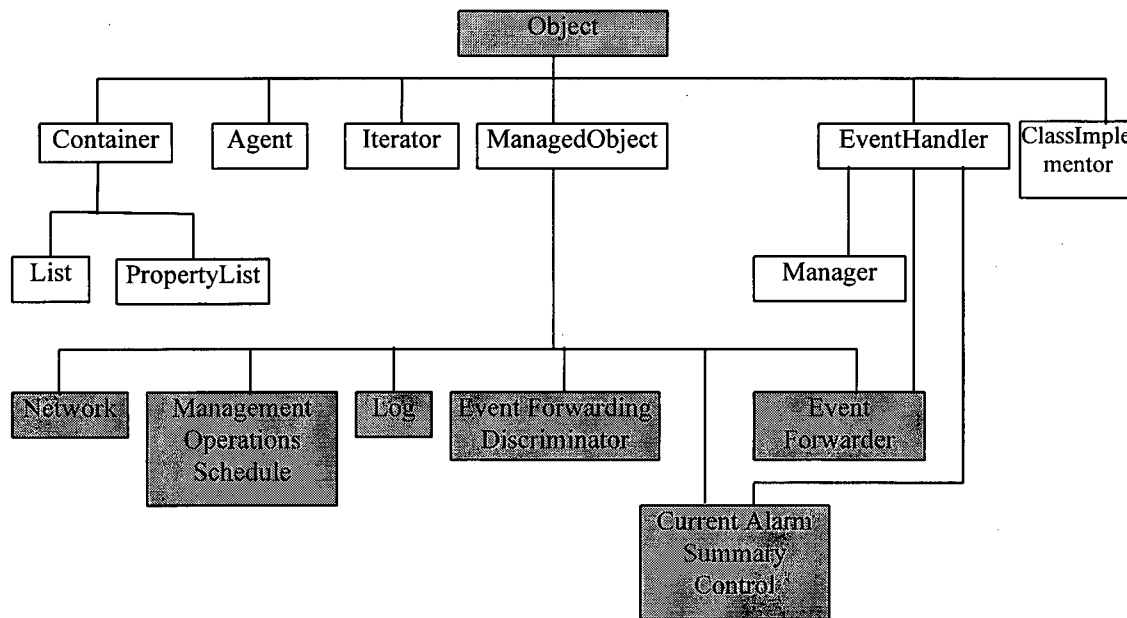 Object
Container
Agent
Iterator
ManagedObject
EventHandler
ClassImple
mentor
List
PropertyList
Manager
Network
Management
Operations
Schedule
Log
Event Forwarding
Discriminator
Event
Forwarder
Current Alarm
Summary
Control